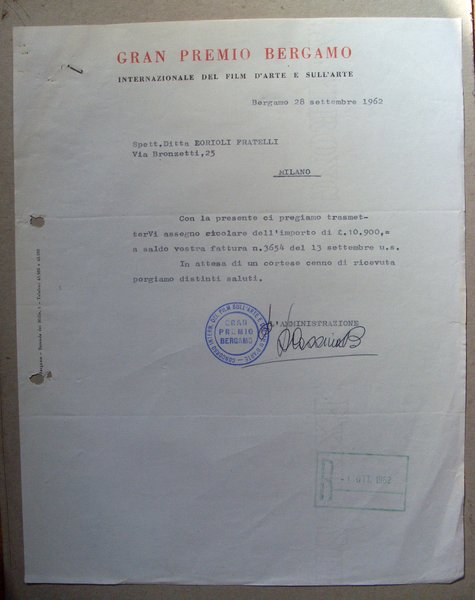 GRAN PREMIO BERGAMO
INTERNAZIONALE DEL FILM D'ARTE E SULL'ARTE
Bergamo 28 settembre 1962
Spett.Ditta BORIOLI FRATELLI
Via Bronzetti,25
MILANO
Con la presente ci pregiamo trasmet-
terVi assegno circolare dell'importo di £.10.900,=
a saldo vostra fattura n.3654 del 13 settembre u.s.
In attesa di un cortese cenno di ricevuta
porgiamo distinti saluti.
L'AMMINISTRAZIONE
GRAN
PREMIO
BERGAMO
-1.OTT.1962